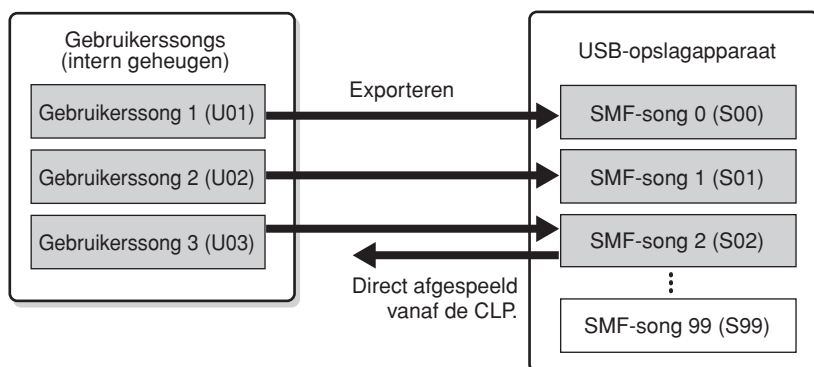 Gebruikerssongs
(intern geheugen)
Gebruikerssong 1 (U01)
Gebruikerssong 2 (U02)
Gebruikerssong 3 (U03)
Exporteren
Direct afgespeeld
vanaf de CLP.
USB-opslagapparaat
SMF-song 0 (S00)
SMF-song 1 (S01)
SMF-song 2 (S02)
SMF-song 99 (S99)